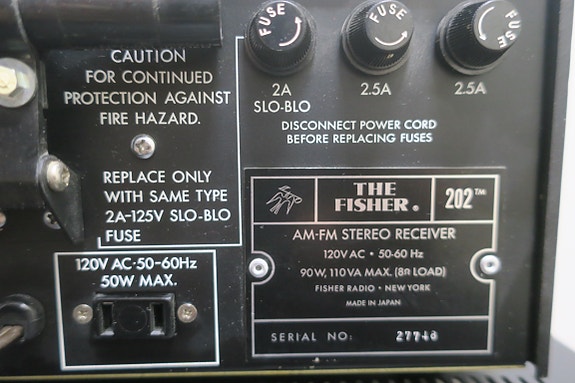 FUSE
FUSE
FUSE
2A
SLO-BLO
2.5A
2.5A
DISCONNECT POWER CORD
BEFORE REPLACING FUSES
CAUTION
FOR CONTINUED
PROTECTION AGAINST
FIRE HAZARD.
REPLACE ONLY
WITH SAME TYPE
2A-125V SLO-BLO
FUSE
120V AC·50-60Hz
50W MAX.
THE
FISHER®
202™
AM-FM STEREO RECEIVER
120V AC • 50-60 Hz
90W, 110VA MAX. (8Ω LOAD)
FISHER RADIO • NEW YORK
MADE IN JAPAN
SERIAL NO: